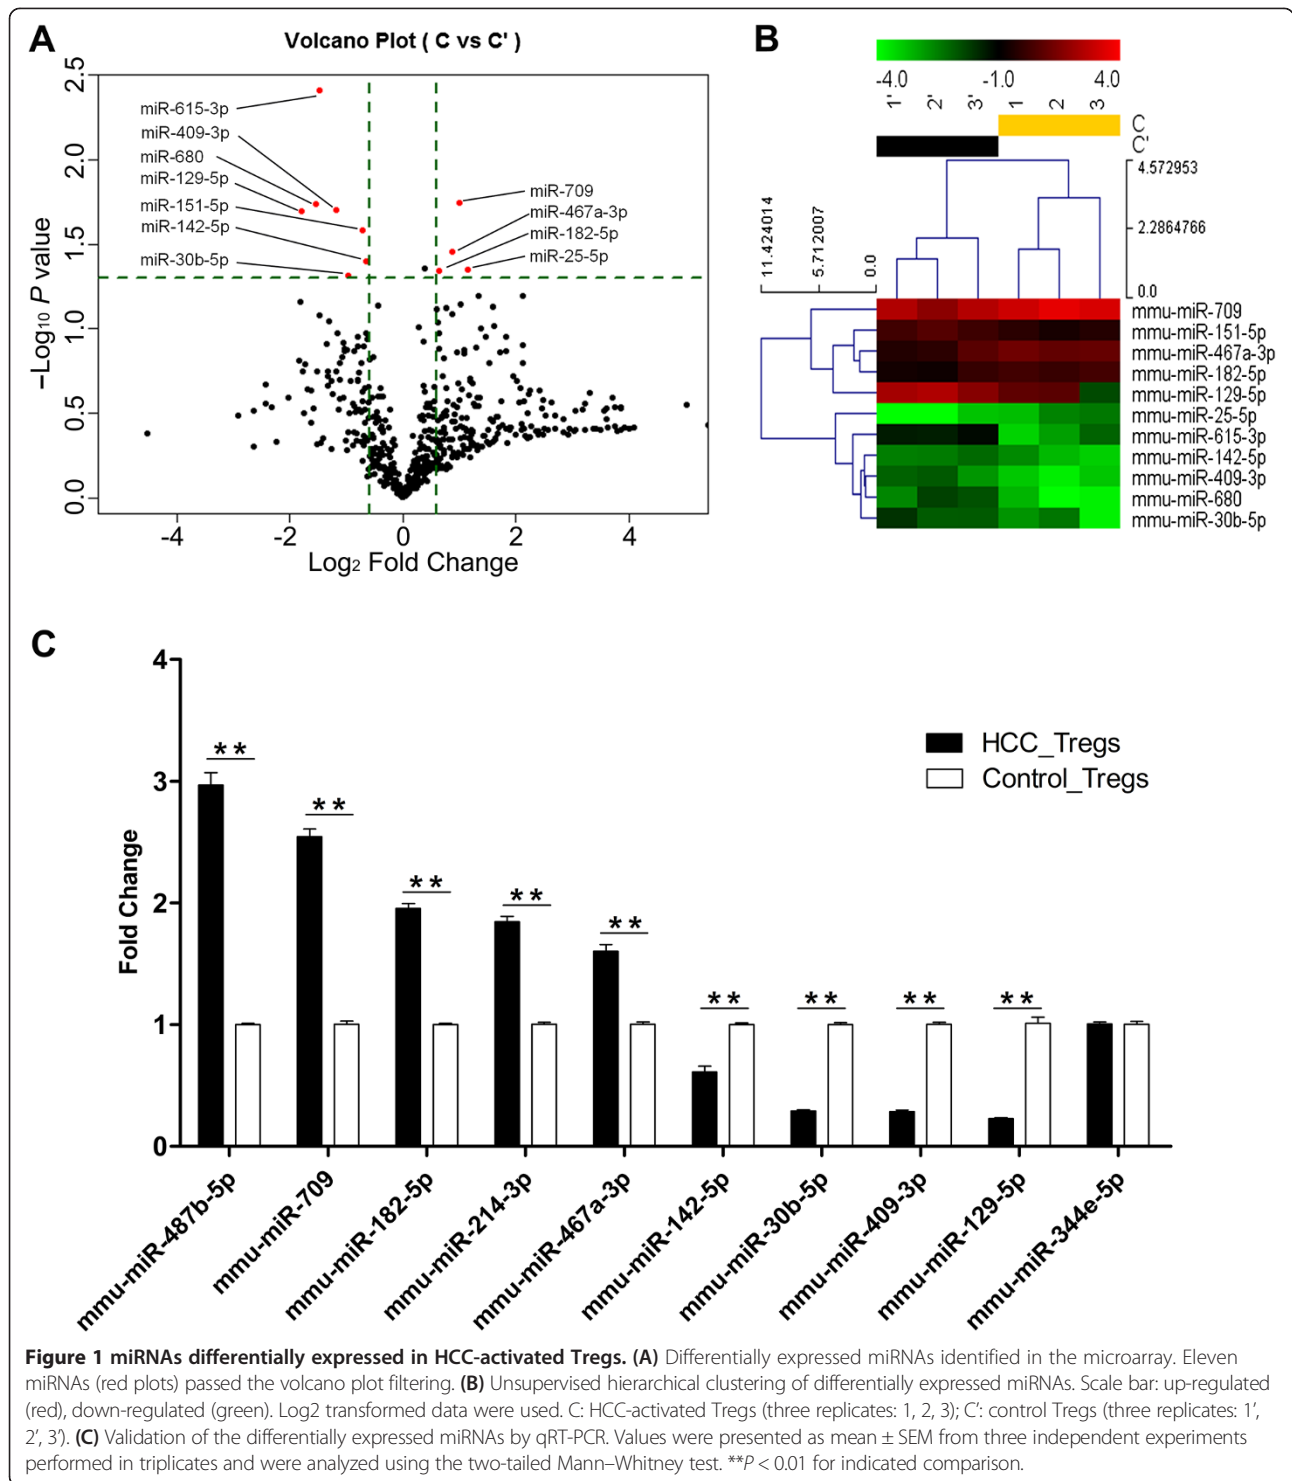 A
Volcano Plot ( C vs C' )
2.5
2.0
1.5
1.0
0.5
0.0
−Log10 P value
miR-615-3p
miR-409-3p
miR-680
miR-129-5p
miR-151-5p
miR-142-5p
miR-30b-5p
miR-709
miR-467a-3p
miR-182-5p
miR-25-5p
-4 -2 0 2 4
Log2 Fold Change
B
-4.0 -1.0 4.0
1' 2' 3' 1 2 3
C
C'
4.572953
2.2864766
0.0
11.424014
5.712007
0.0
mmu-miR-709
mmu-miR-151-5p
mmu-miR-467a-3p
mmu-miR-182-5p
mmu-miR-129-5p
mmu-miR-25-5p
mmu-miR-615-3p
mmu-miR-142-5p
mmu-miR-409-3p
mmu-miR-680
mmu-miR-30b-5p
C
4
3
2
1
0
Fold Change
** ** ** ** ** ** ** ** **
HCC_Tregs
Control_Tregs
mmu-miR-487b-5p
mmu-miR-709
mmu-miR-182-5p
mmu-miR-214-3p
mmu-miR-467a-3p
mmu-miR-142-5p
mmu-miR-30b-5p
mmu-miR-409-3p
mmu-miR-129-5p
mmu-miR-344e-5p
Figure 1 miRNAs differentially expressed in HCC-activated Tregs. (A) Differentially expressed miRNAs identified in the microarray. Eleven
miRNAs (red plots) passed the volcano plot filtering. (B) Unsupervised hierarchical clustering of differentially expressed miRNAs. Scale bar: up-regulated
(red), down-regulated (green). Log2 transformed data were used. C: HCC-activated Tregs (three replicates: 1, 2, 3); C′: control Tregs (three replicates: 1′,
2′, 3′). (C) Validation of the differentially expressed miRNAs by qRT-PCR. Values were presented as mean ± SEM from three independent experiments
performed in triplicates and were analyzed using the two-tailed Mann–Whitney test. **P < 0.01 for indicated comparison.